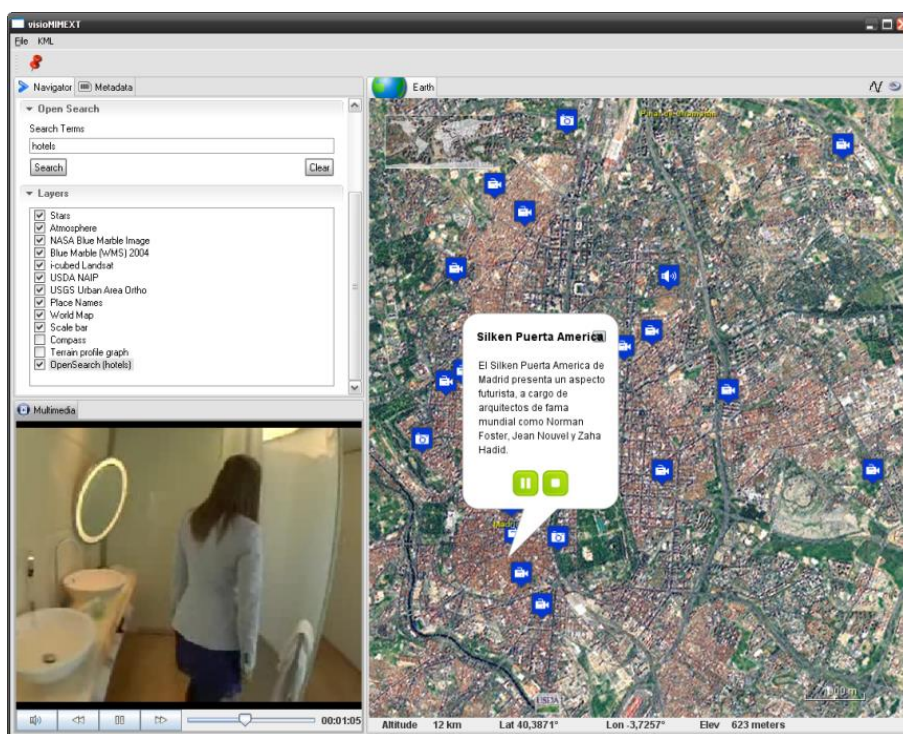 visioMIMEXT
File KML
Navigator Metadata
Open Search
Search Terms
hotels
Search Clear
Layers
Stars
Atmosphere
NASA Blue Marble Image
Blue Marble (WMS) 2004
i-cubed Landsat
USDA NAIP
USGS Urban Area Ortho
Place Names
World Map
Scale bar
Compass
Terrain profile graph
OpenSearch (hotels)
Multimedia
00:01:05
Earth
Silken Puerta America
El Silken Puerta America de
Madrid presenta un aspecto
futurista, a cargo de
arquitectos de fama
mundial como Norman
Foster, Jean Nouvel y Zaha
Hadid.
Altitude 12 km Lat 40,3871° Lon -3,7257° Elev 623 meters